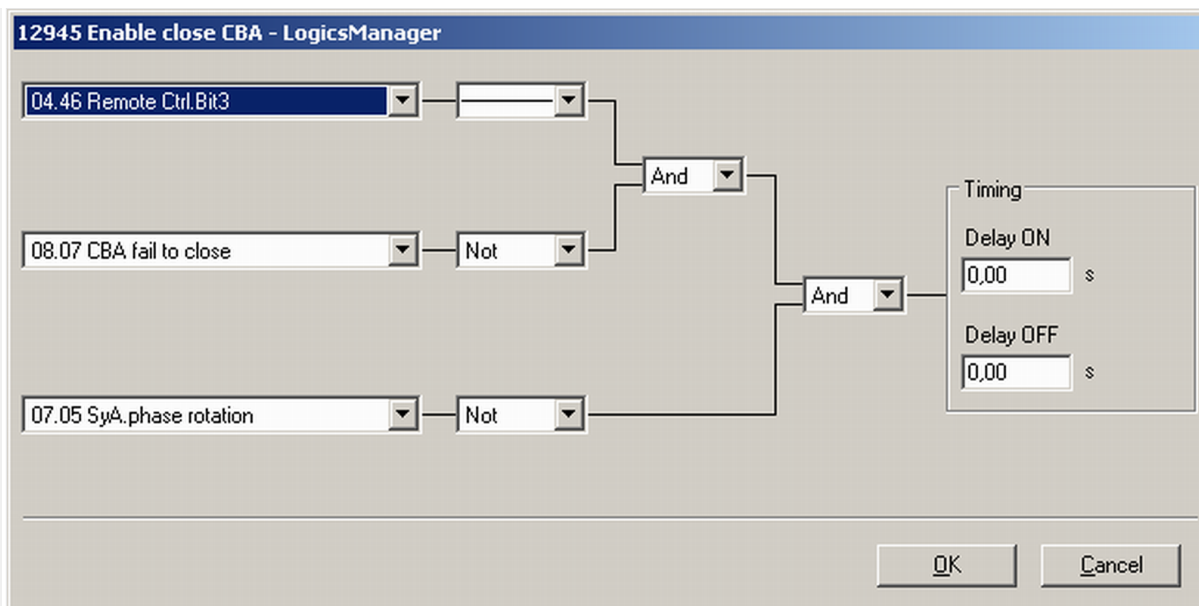 12945 Enable close CBA - LogicsManager
04.46 Remote Ctrl.Bit3
And
Timing
Delay ON
08.07 CBA fail to close
Not
0,00 s
And
Delay OFF
0,00 s
07.05 SyA.phase rotation
Not
OK
Cancel